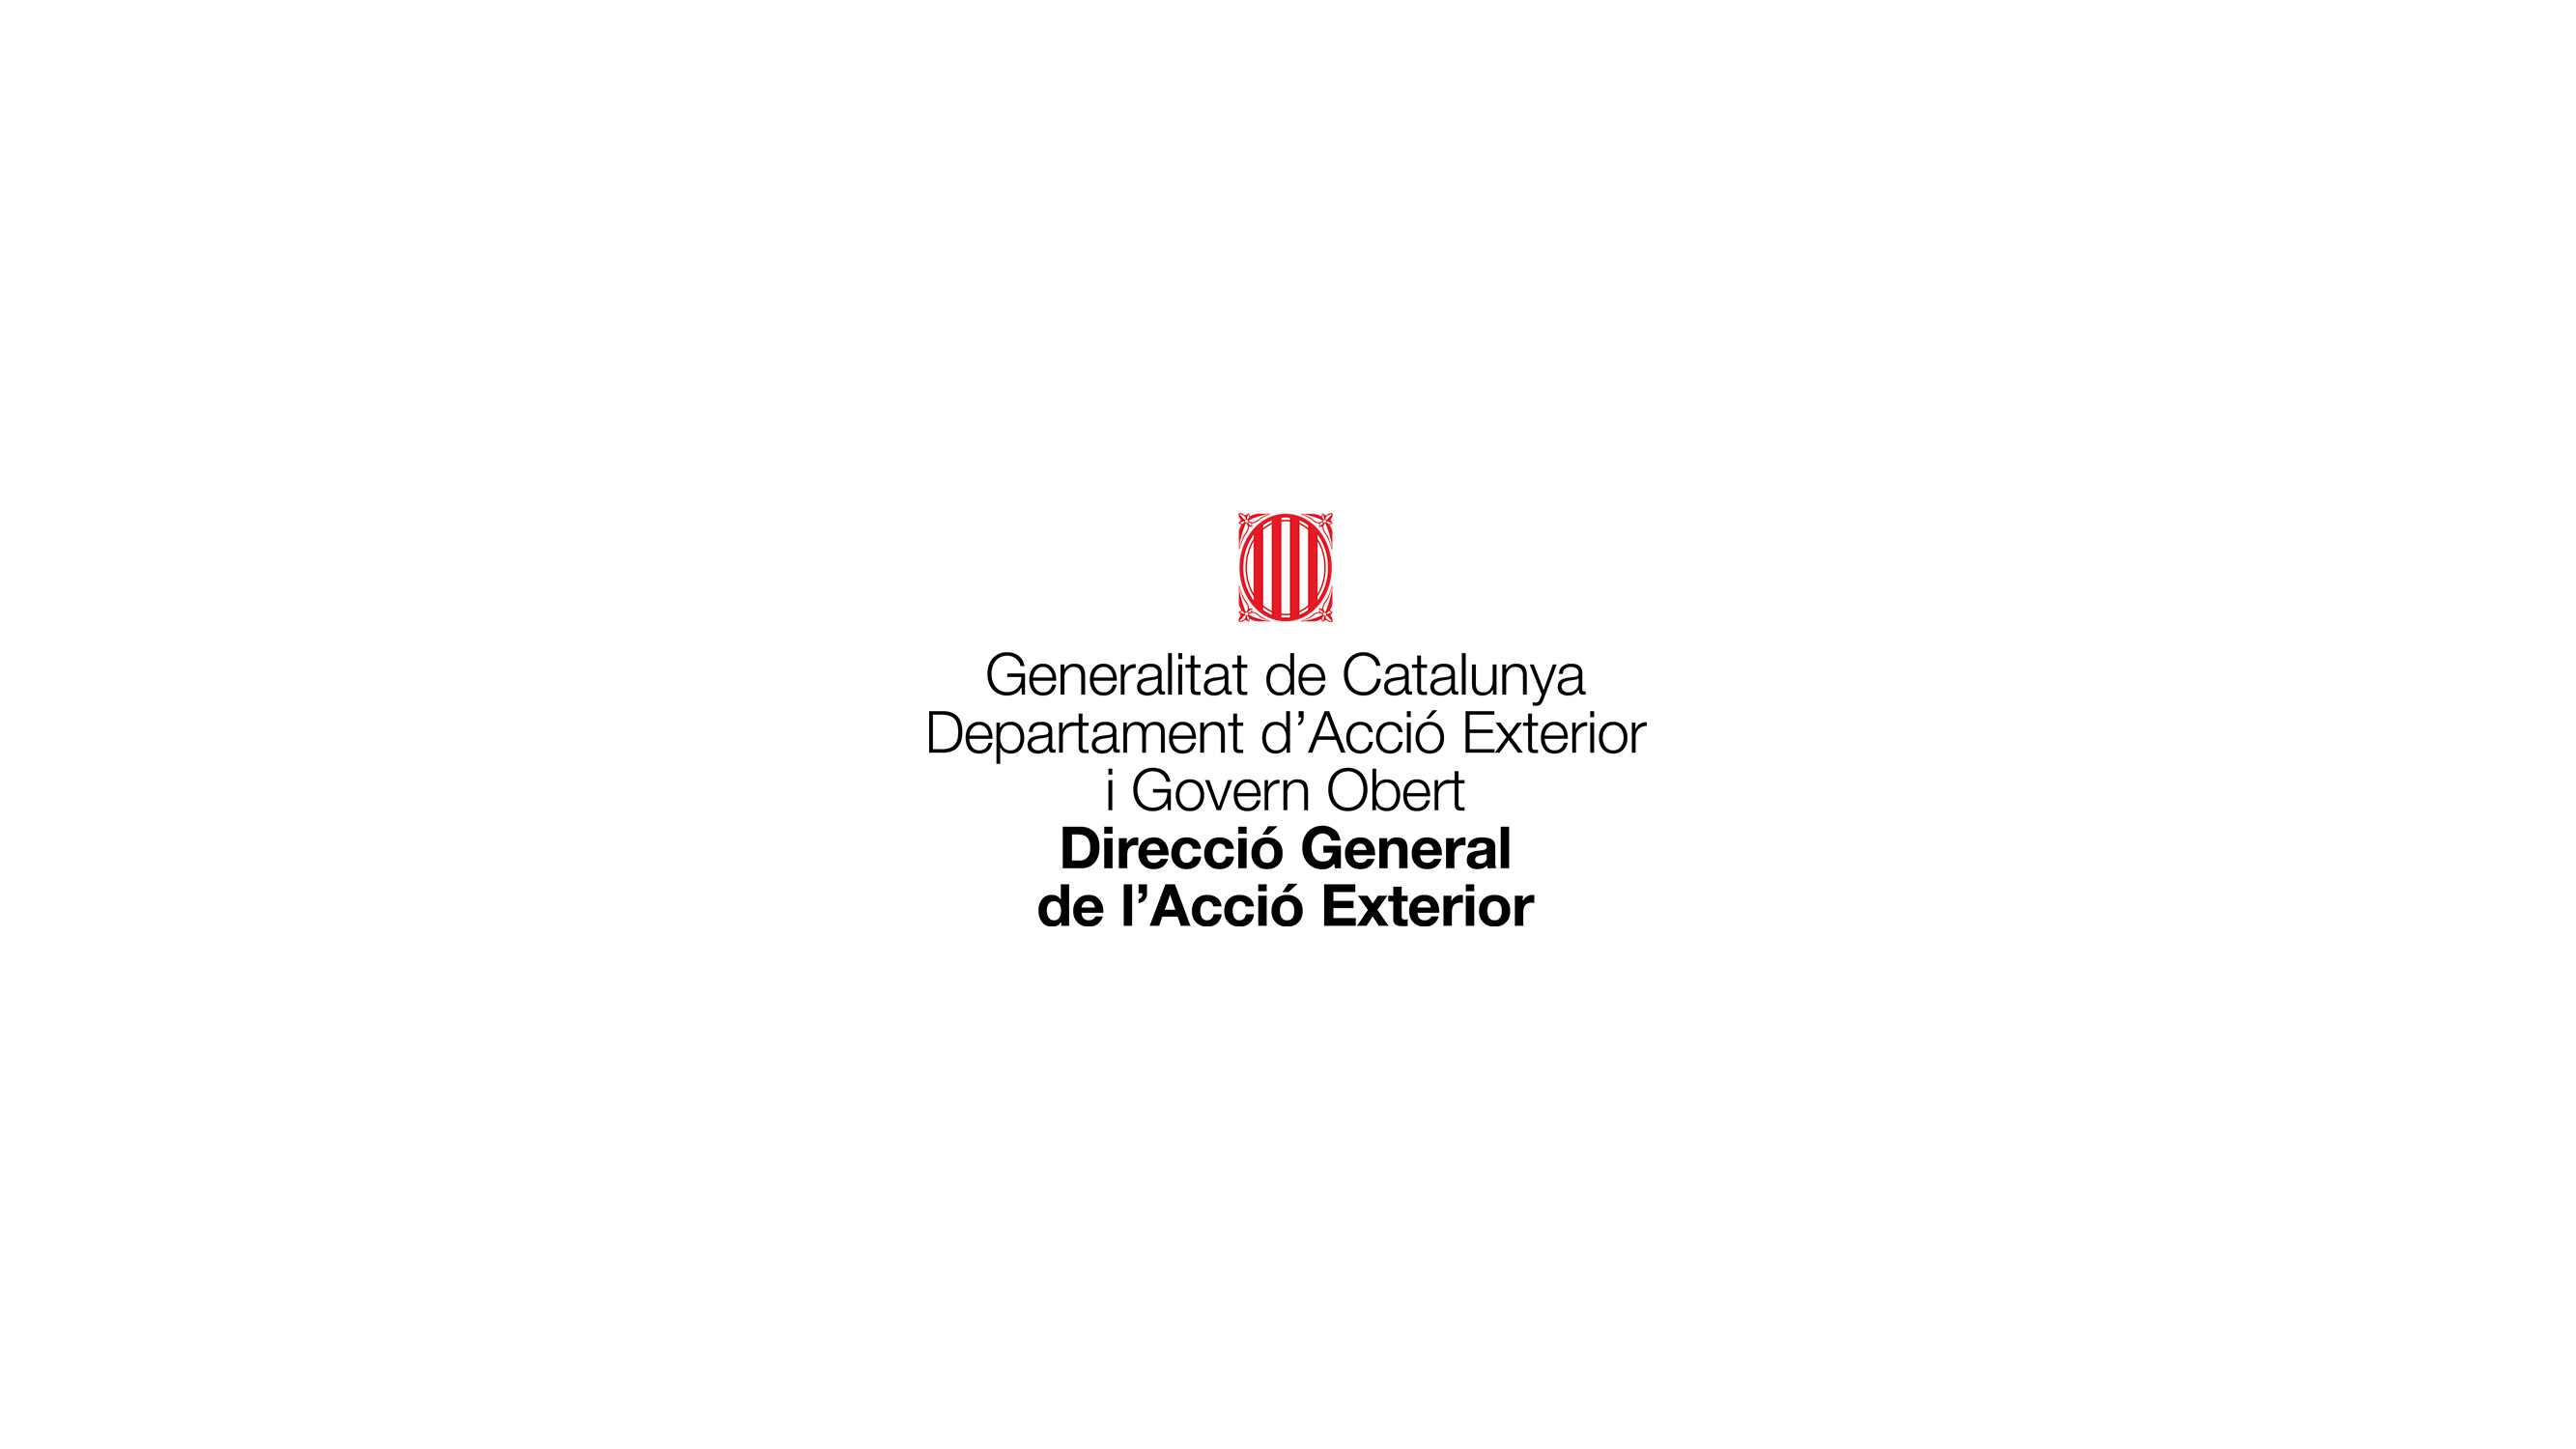 Generalitat de Catalunya
Departament d’Acció Exterior
i Govern Obert
Direcció General
de l’Acció Exterior